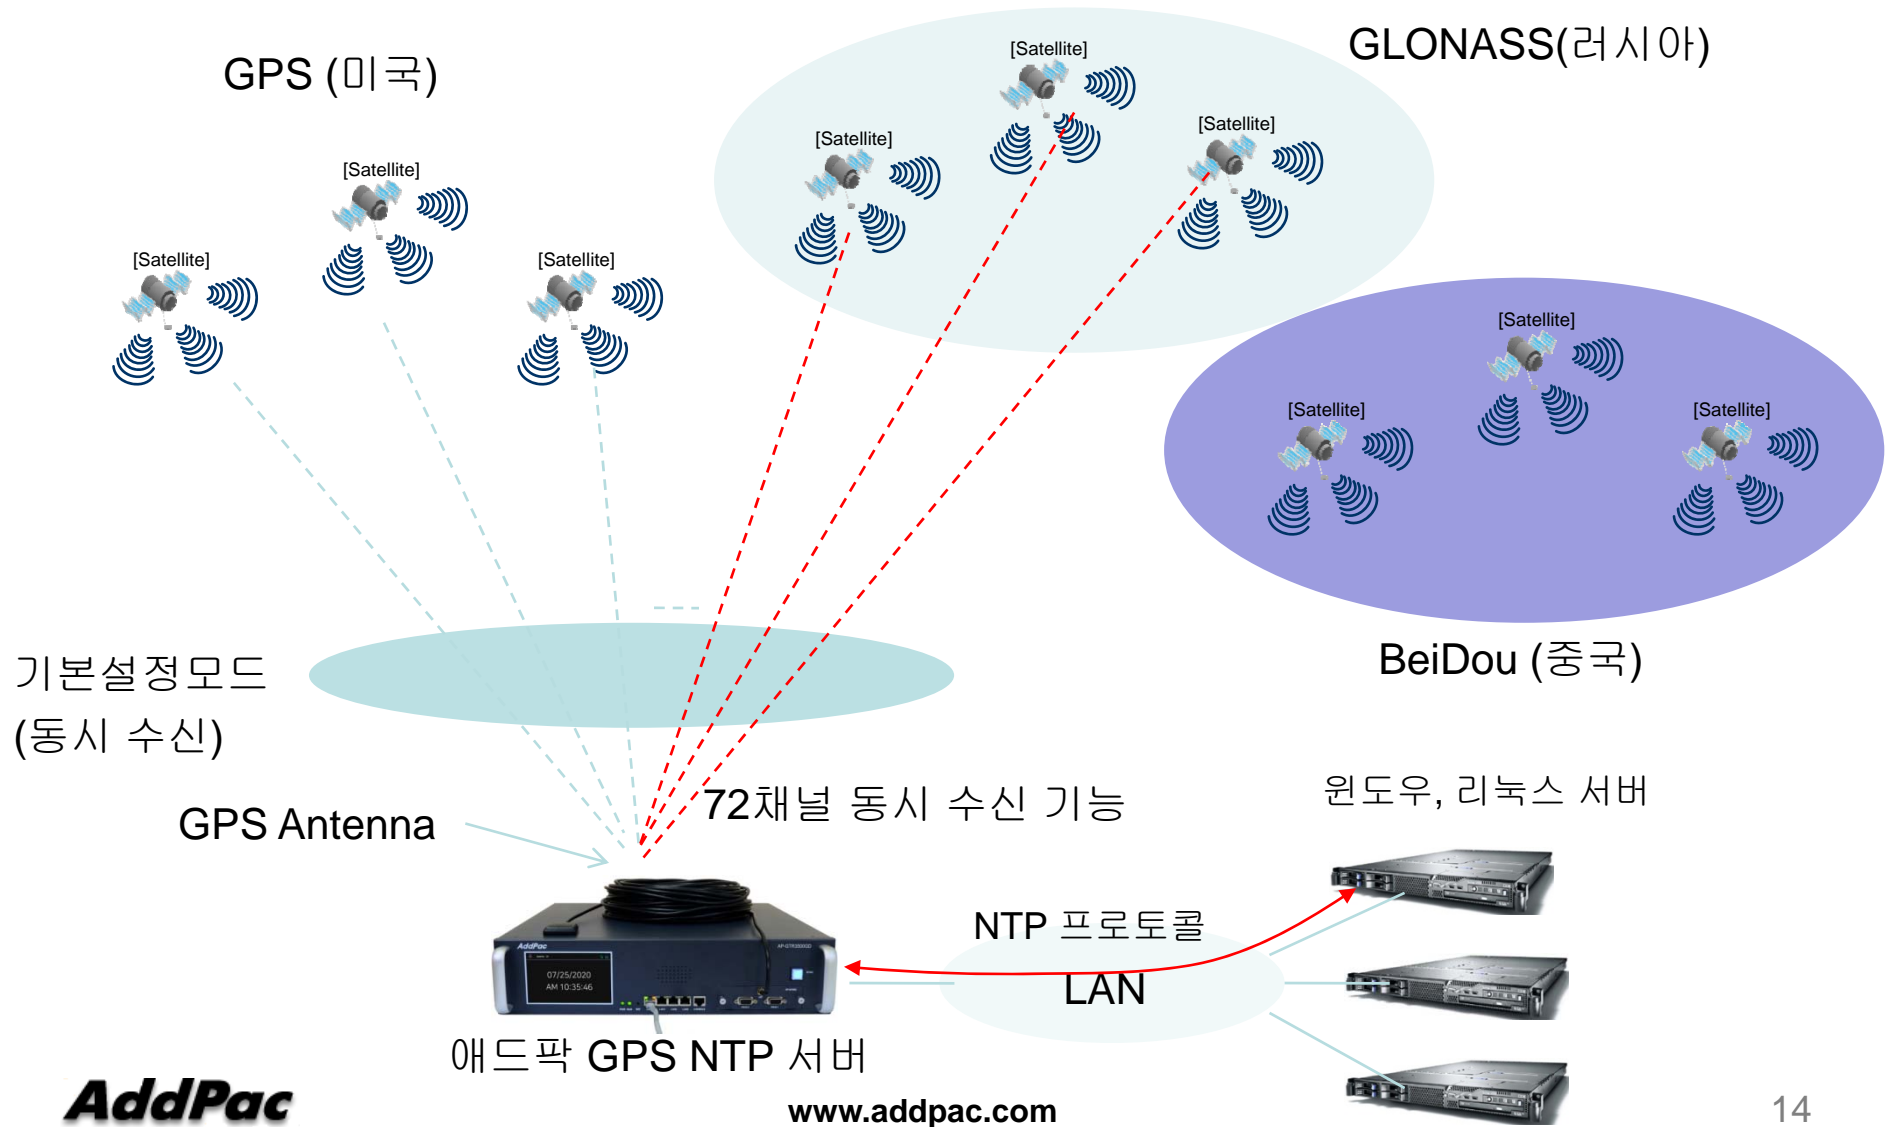 GPS (미국)
GLONASS(러시아)
[Satellite]
[Satellite]
[Satellite]
[Satellite]
[Satellite]
[Satellite]
[Satellite]
[Satellite]
[Satellite]
BeiDou (중국)
기본설정모드
(동시 수신)
72채널 동시 수신 기능
윈도우, 리눅스 서버
GPS Antenna
NTP 프로토콜
LAN
AddPac
07/25/2020
AM 10:35:46
애드팍 GPS NTP 서버
AddPac
www.addpac.com
14